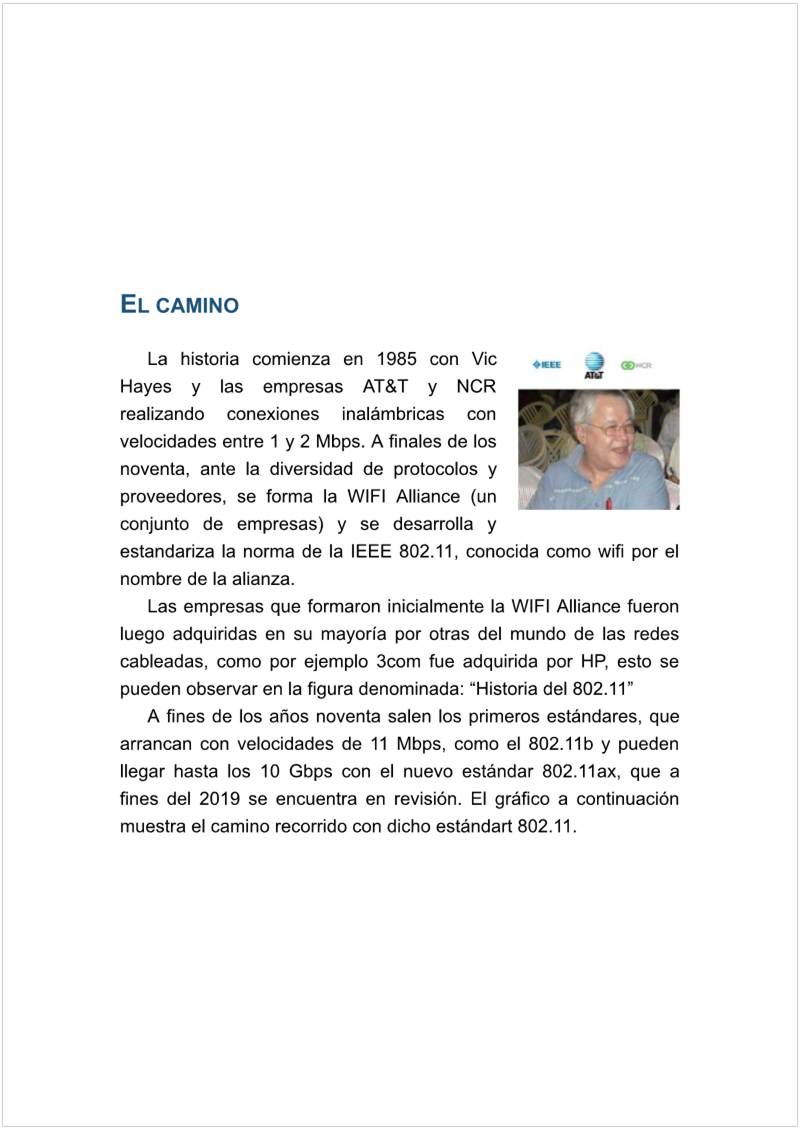 EL CAMINO
IEEE
AT&T
NCR
La historia comienza en 1985 con Vic
Hayes y las empresas AT&T y NCR
realizando conexiones inalámbricas con
velocidades entre 1 y 2 Mbps. A finales de los
noventa, ante la diversidad de protocolos y
proveedores, se forma la WIFI Alliance (un
conjunto de empresas) y se desarrolla y
estandariza la norma de la IEEE 802.11, conocida como wifi por el
nombre de la alianza.
Las empresas que formaron inicialmente la WIFI Alliance fueron
luego adquiridas en su mayoría por otras del mundo de las redes
cableadas, como por ejemplo 3com fue adquirida por HP, esto se
pueden observar en la figura denominada: “Historia del 802.11”
A fines de los años noventa salen los primeros estándares, que
arrancan con velocidades de 11 Mbps, como el 802.11b y pueden
llegar hasta los 10 Gbps con el nuevo estándar 802.11ax, que a
fines del 2019 se encuentra en revisión. El gráfico a continuación
muestra el camino recorrido con dicho estándart 802.11.